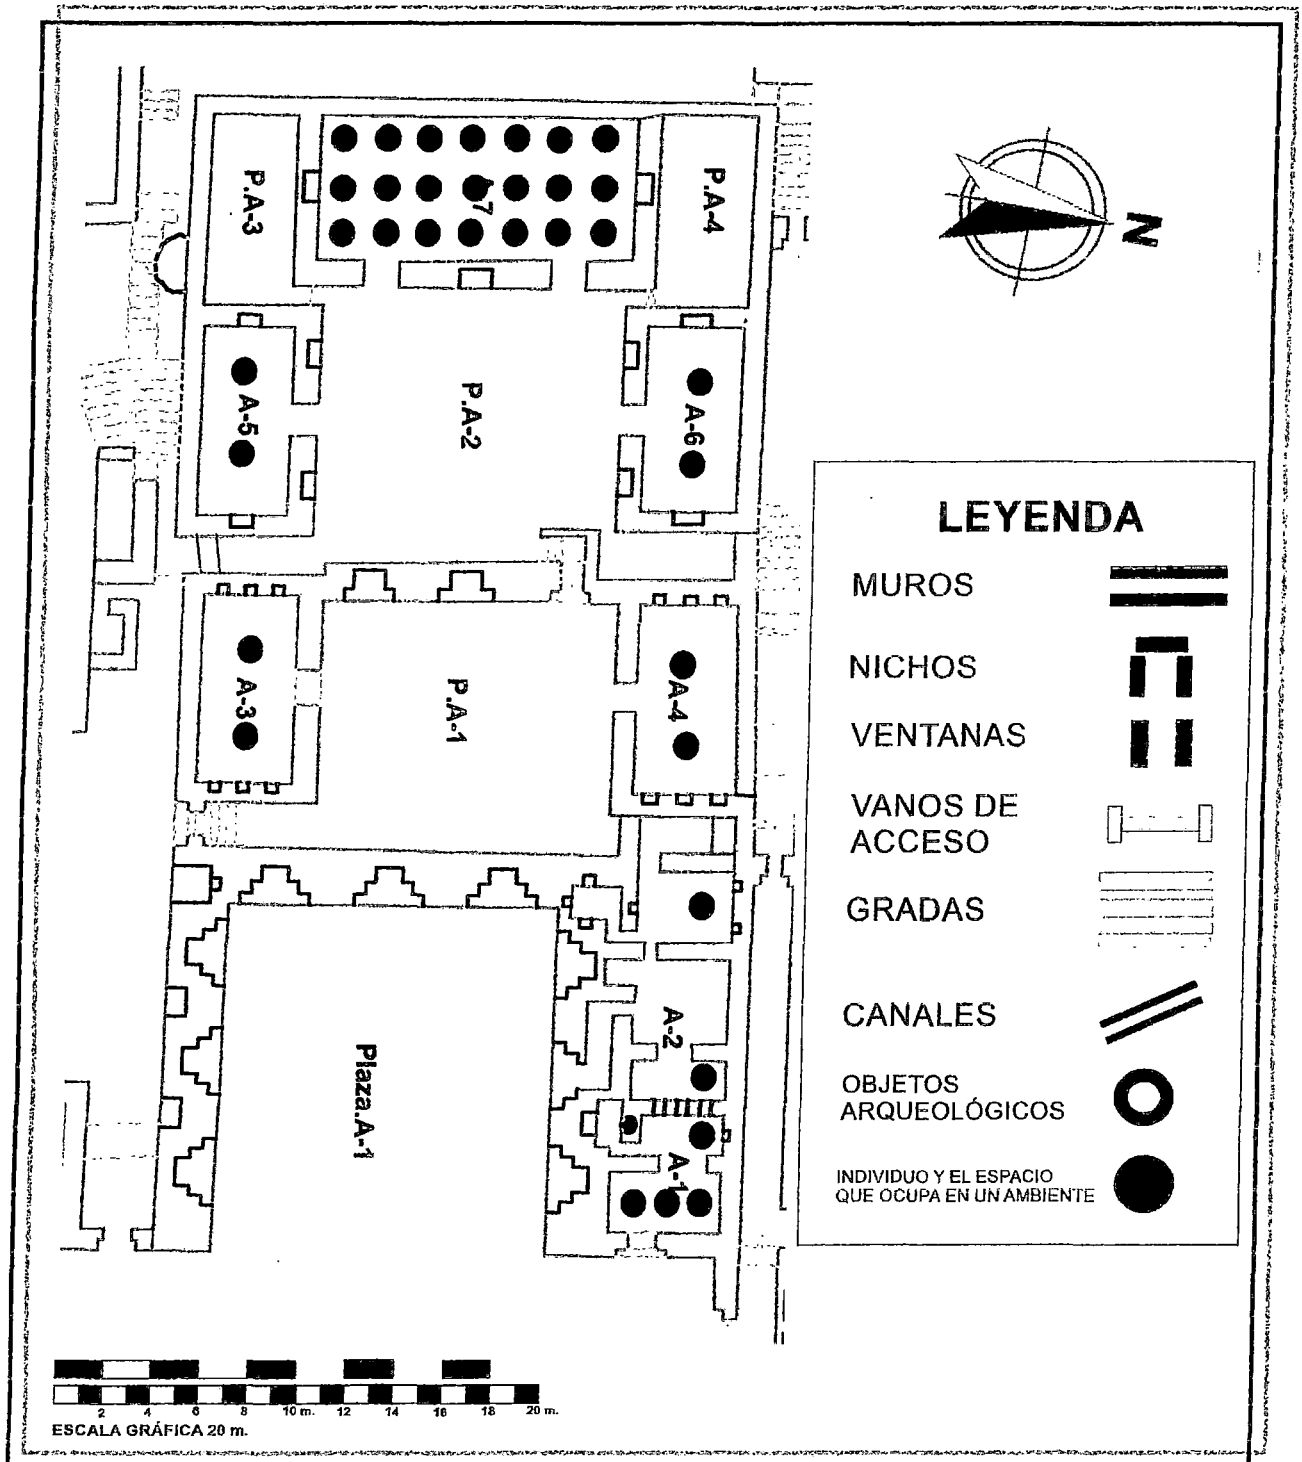 P.A-3
A-7
P.A-4
N
A-5
P.A-2
A-6
A-3
P.A-1
A-4
A-2
Plaza.A-1
A-1
LEYENDA
MUROS
NICHOS
VENTANAS
VANOS DE
ACCESO
GRADAS
CANALES
OBJETOS
ARQUEOLÓGICOS
INDIVIDUO Y EL ESPACIO
QUE OCUPA EN UN AMBIENTE
2 4 6 8 10 m. 12 14 16 18 20 m.
ESCALA GRÁFICA 20 m.